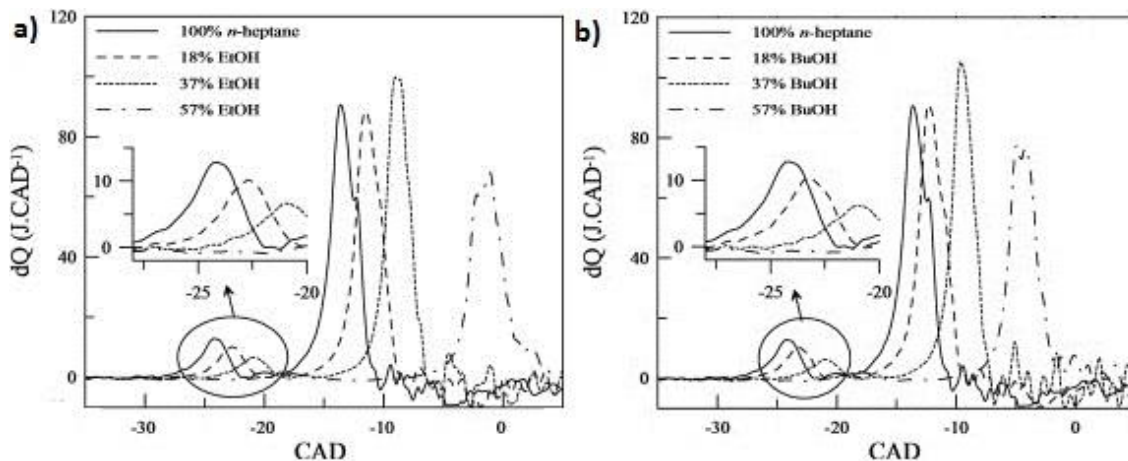 a)
120
80
40
0
dQ (J.CAD⁻¹)
100% n-heptane
18% EtOH
37% EtOH
57% EtOH
10
0
-25
-20
-30
-20
-10
0
CAD
b)
120
80
40
0
dQ (J.CAD⁻¹)
100% n-heptane
18% BuOH
37% BuOH
57% BuOH
10
0
-25
-20
-30
-20
-10
0
CAD